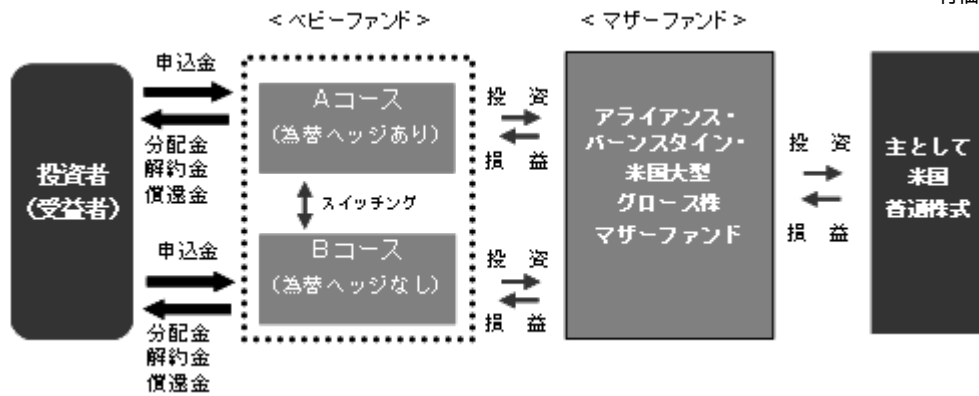 <ベビーファンド>
<マザーファンド>
投資者
(受益者)
申込金
分配金
解約金
償還金
申込金
分配金
解約金
償還金
Aコース
(為替ヘッジあり)
スイッチング
Bコース
(為替ヘッジなし)
投 資
損 益
投 資
損 益
アライアンス・
バーンスタイン・
米国大型
グロース株
マザーファンド
投 資
損 益
主として
米国
普通株式